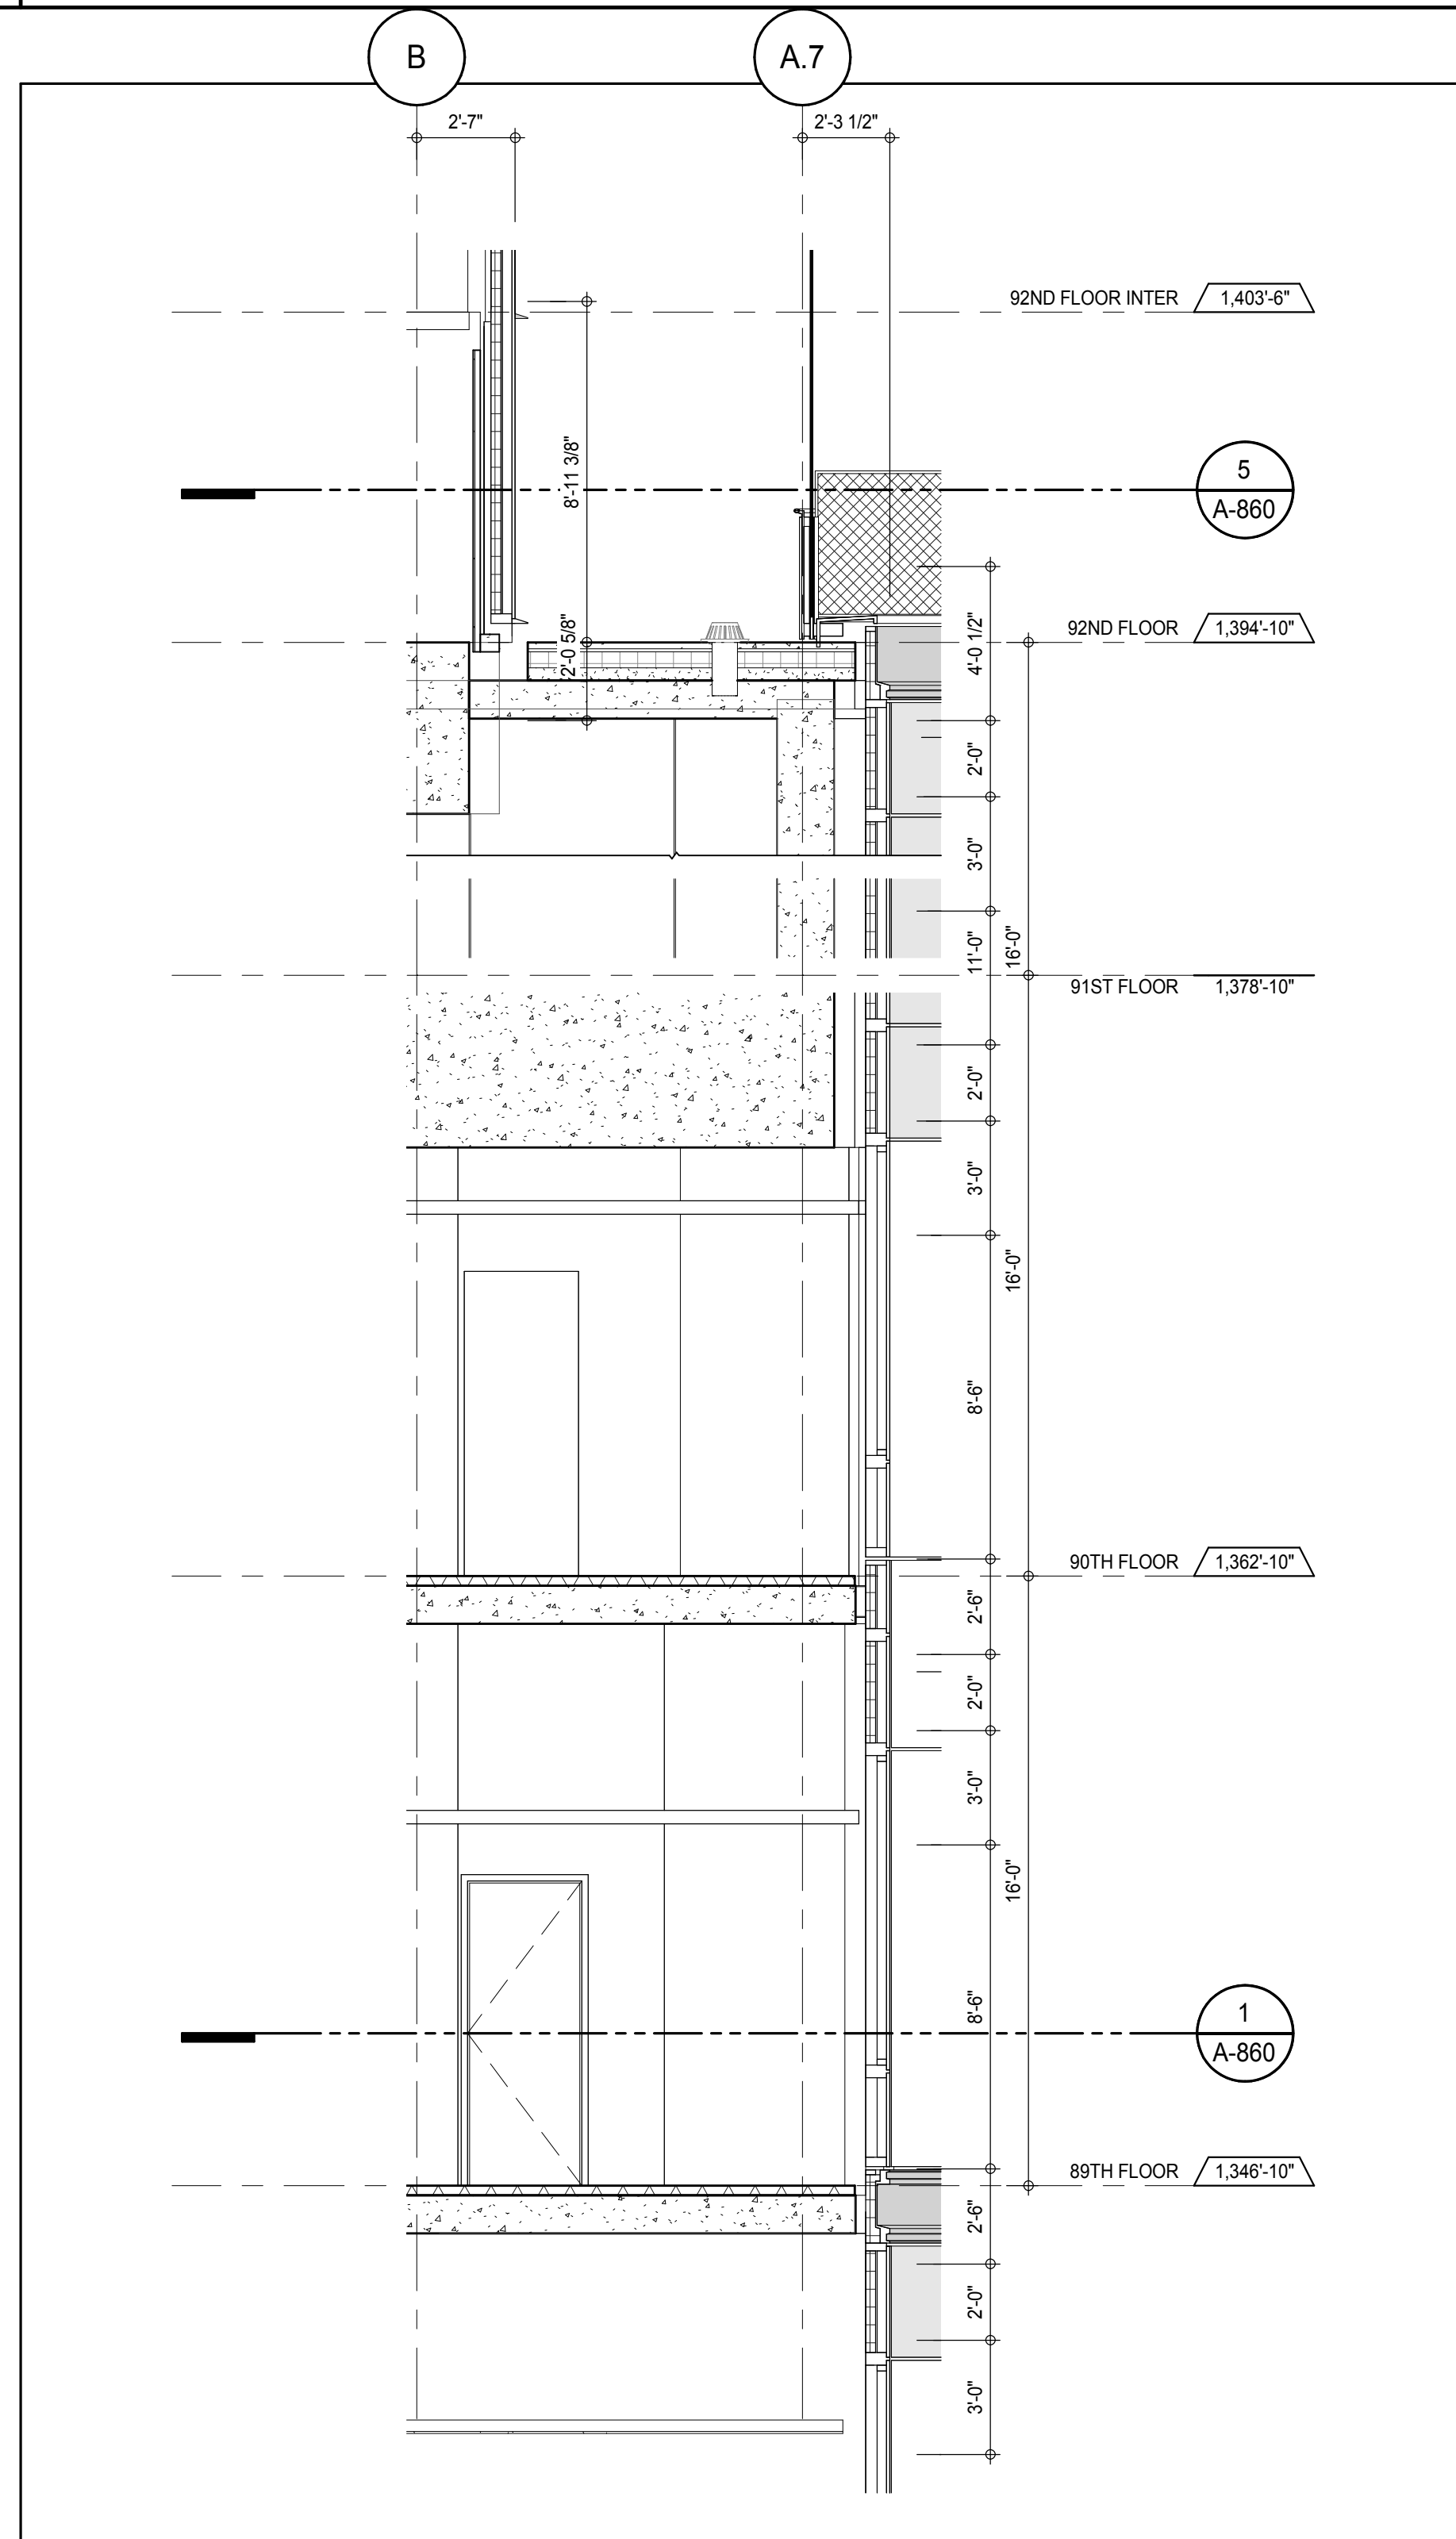 B
A.7
2'-7"
2'-3 1/2"
92ND FLOOR INTER 1,403'-6"
8'-11 3/8"
5
A-860
4'-0 1/2"
92ND FLOOR 1,394'-10"
2'-0 5/8"
2'-0"
3'-0"
11'-0"
16'-0"
91ST FLOOR 1,378'-10"
2'-0"
3'-0"
16'-0"
8'-6"
90TH FLOOR 1,362'-10"
2'-6"
2'-0"
3'-0"
16'-0"
8'-6"
1
A-860
89TH FLOOR 1,346'-10"
2'-6"
2'-0"
3'-0"